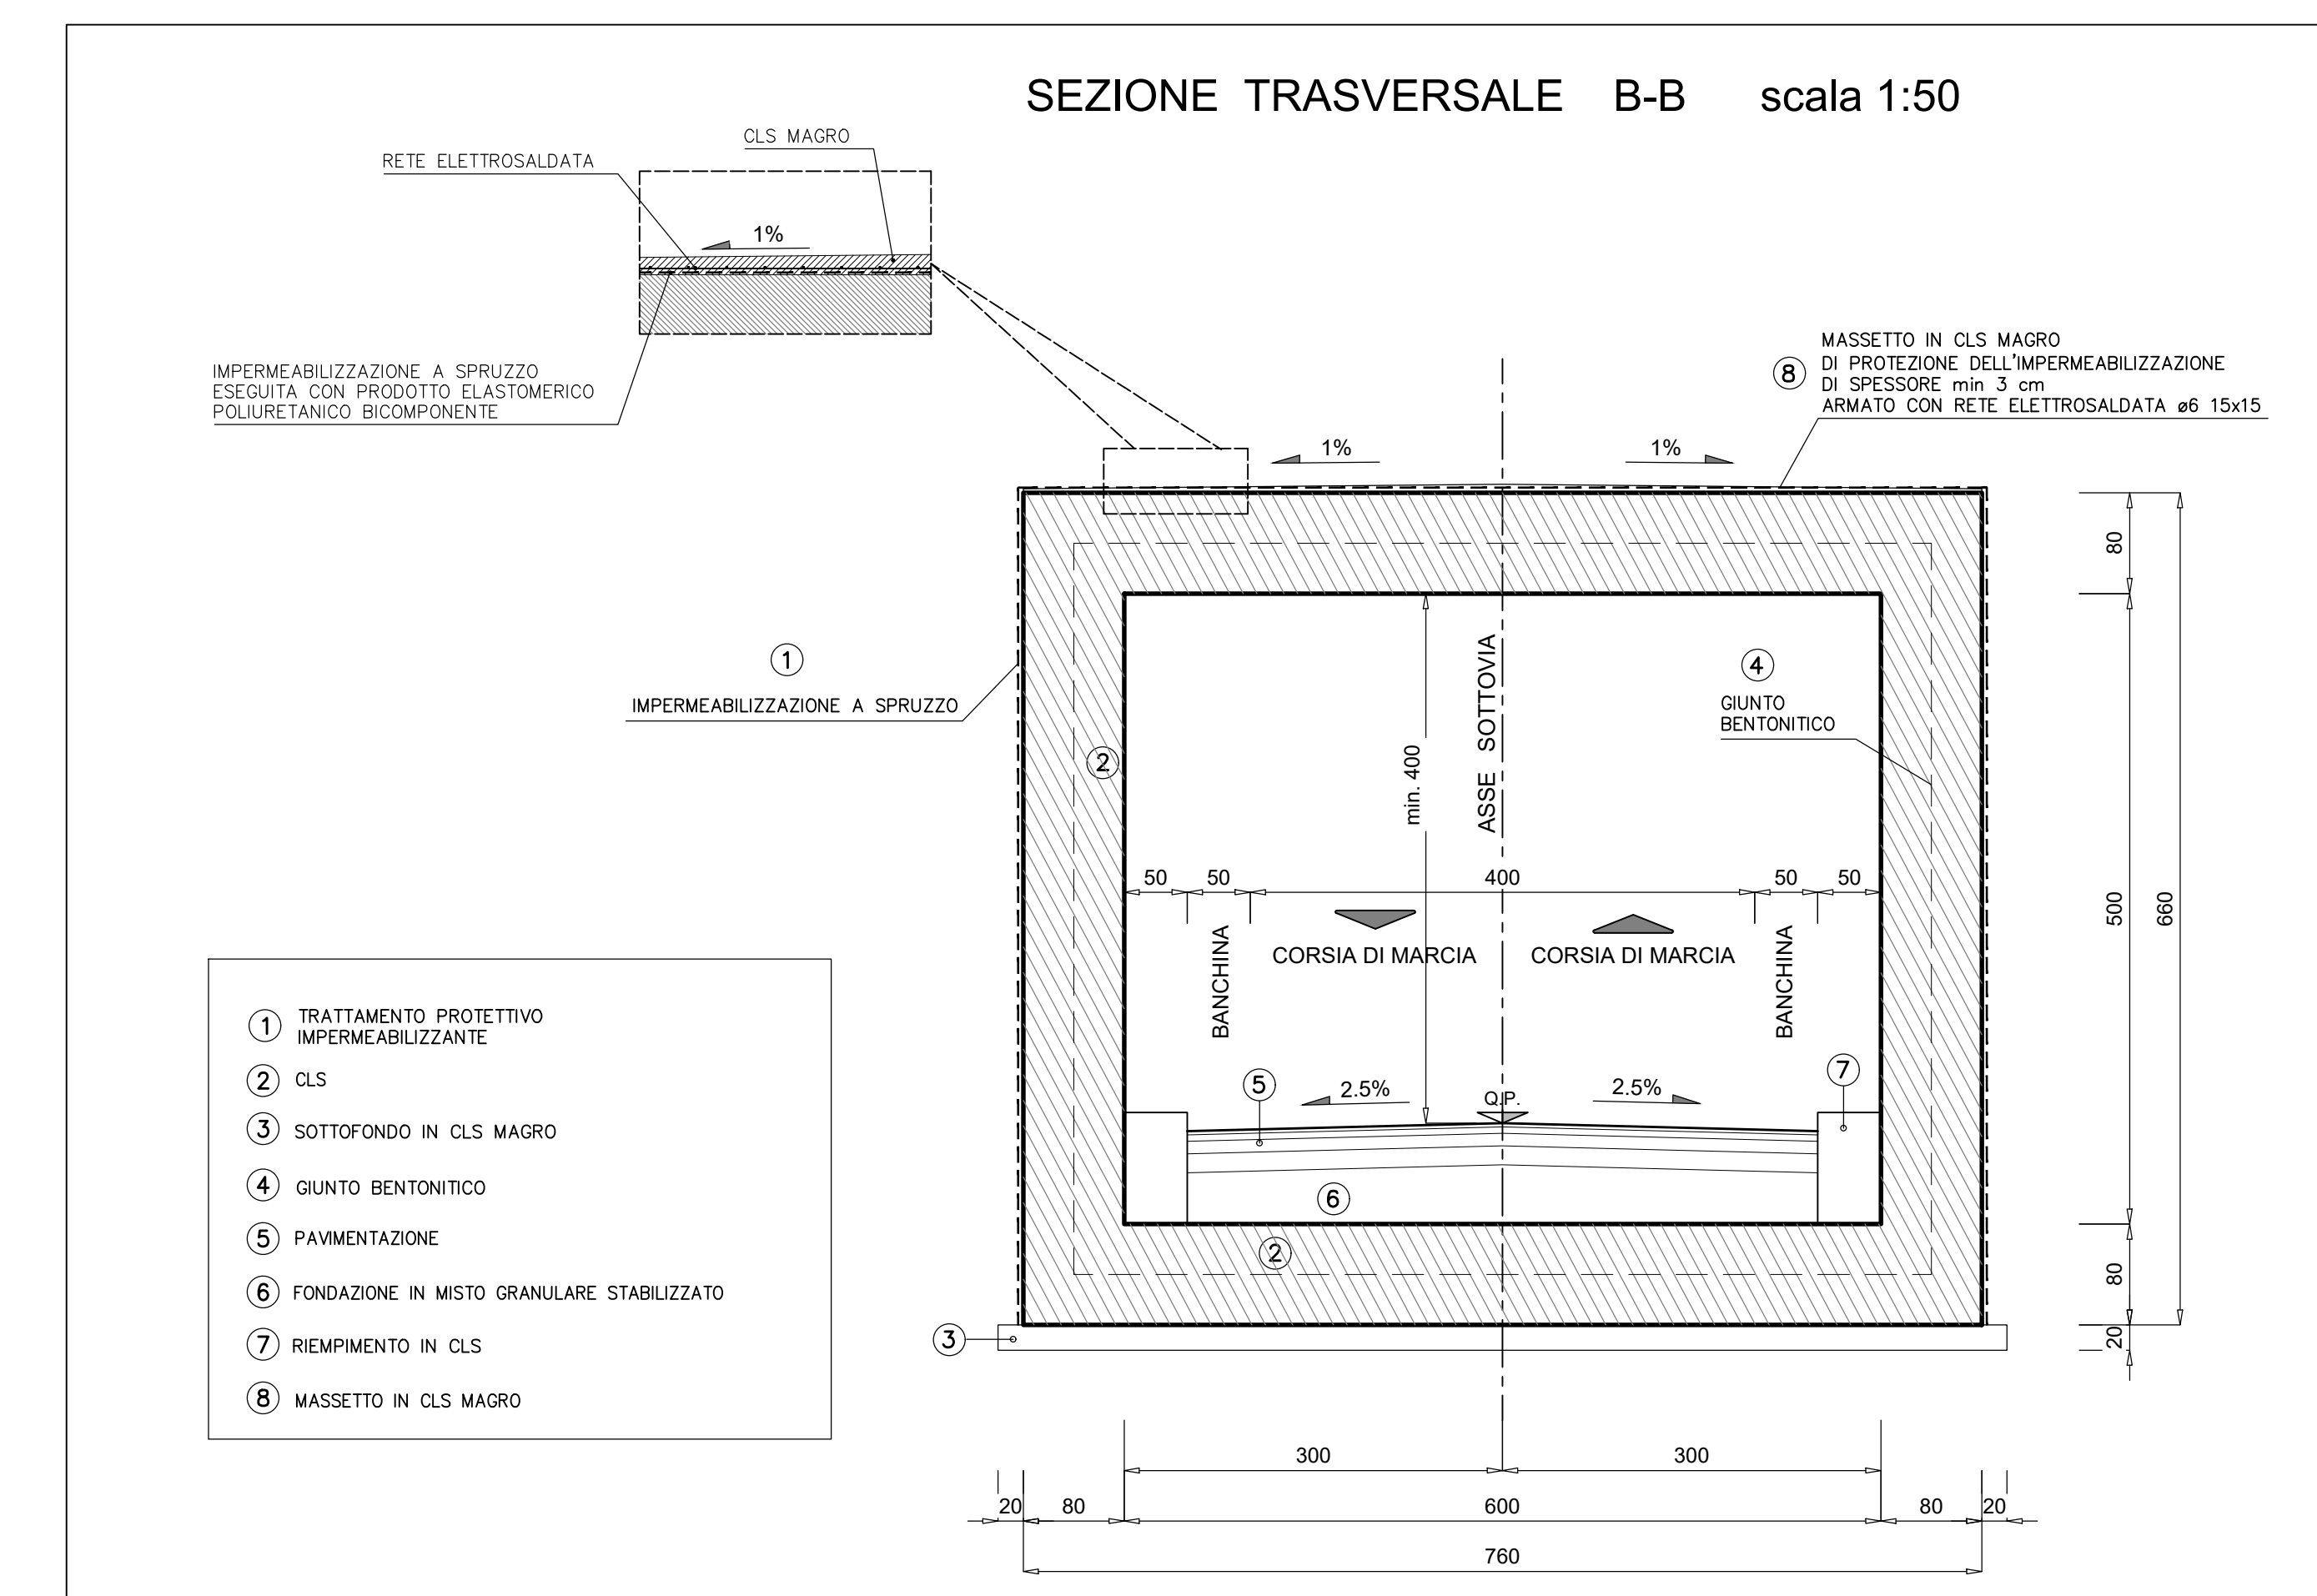 SEZIONE TRASVERSALE B-B scala 1:50
CLS MAGRO
RETE ELETTROSALDATA
1%
IMPERMEABILIZZAZIONE A SPRUZZO
ESEGUITA CON PRODOTTO ELASTOMERICO
POLIURETANICO BICOMPONENTE
MASSETTO IN CLS MAGRO
8 DI PROTEZIONE DELL'IMPERMEABILIZZAZIONE
DI SPESSORE min 3 cm
ARMATO CON RETE ELETTROSALDATA ø6 15x15
1% 1%
80
1
IMPERMEABILIZZAZIONE A SPRUZZO
2
min. 400
ASSE SOTTOVIA
4
GIUNTO
BENTONITICO
50 50 400 50 50
500
660
CORSIA DI MARCIA CORSIA DI MARCIA
BANCHINA
BANCHINA
5
2.5%
Q.P.
2.5%
7
6
2
80
3
20
300 300
20 80 600 80 20
760
1 TRATTAMENTO PROTETTIVO
IMPERMEABILIZZANTE
2 CLS
3 SOTTOFONDO IN CLS MAGRO
4 GIUNTO BENTONITICO
5 PAVIMENTAZIONE
6 FONDAZIONE IN MISTO GRANULARE STABILIZZATO
7 RIEMPIMENTO IN CLS
8 MASSETTO IN CLS MAGRO